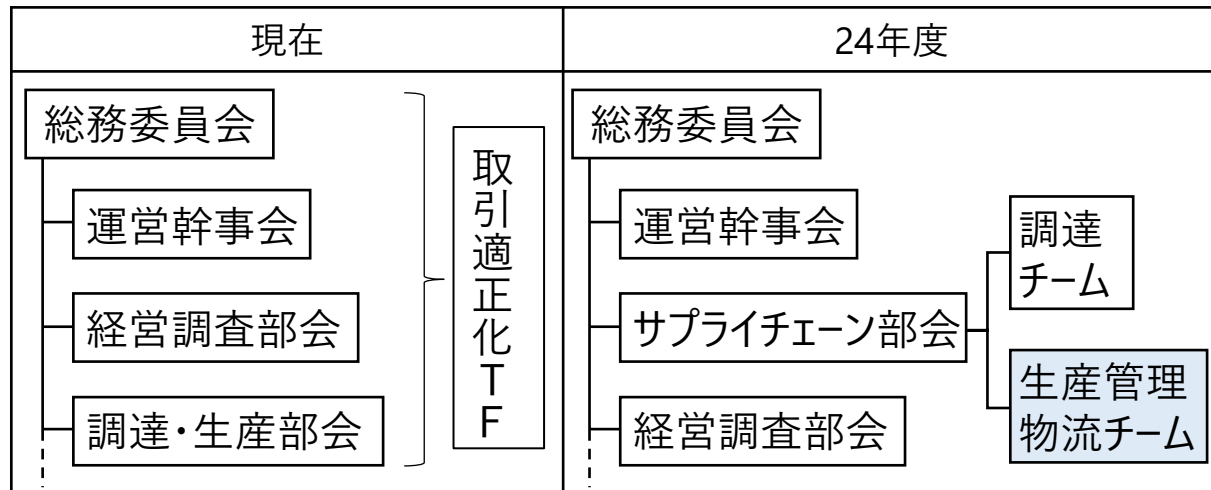 現在
総務委員会
運営幹事会
経営調査部会
調達・生産部会
取引適正化TF
24年度
総務委員会
運営幹事会
サプライチェーン部会
経営調査部会
調達
チーム
生産管理
物流チーム